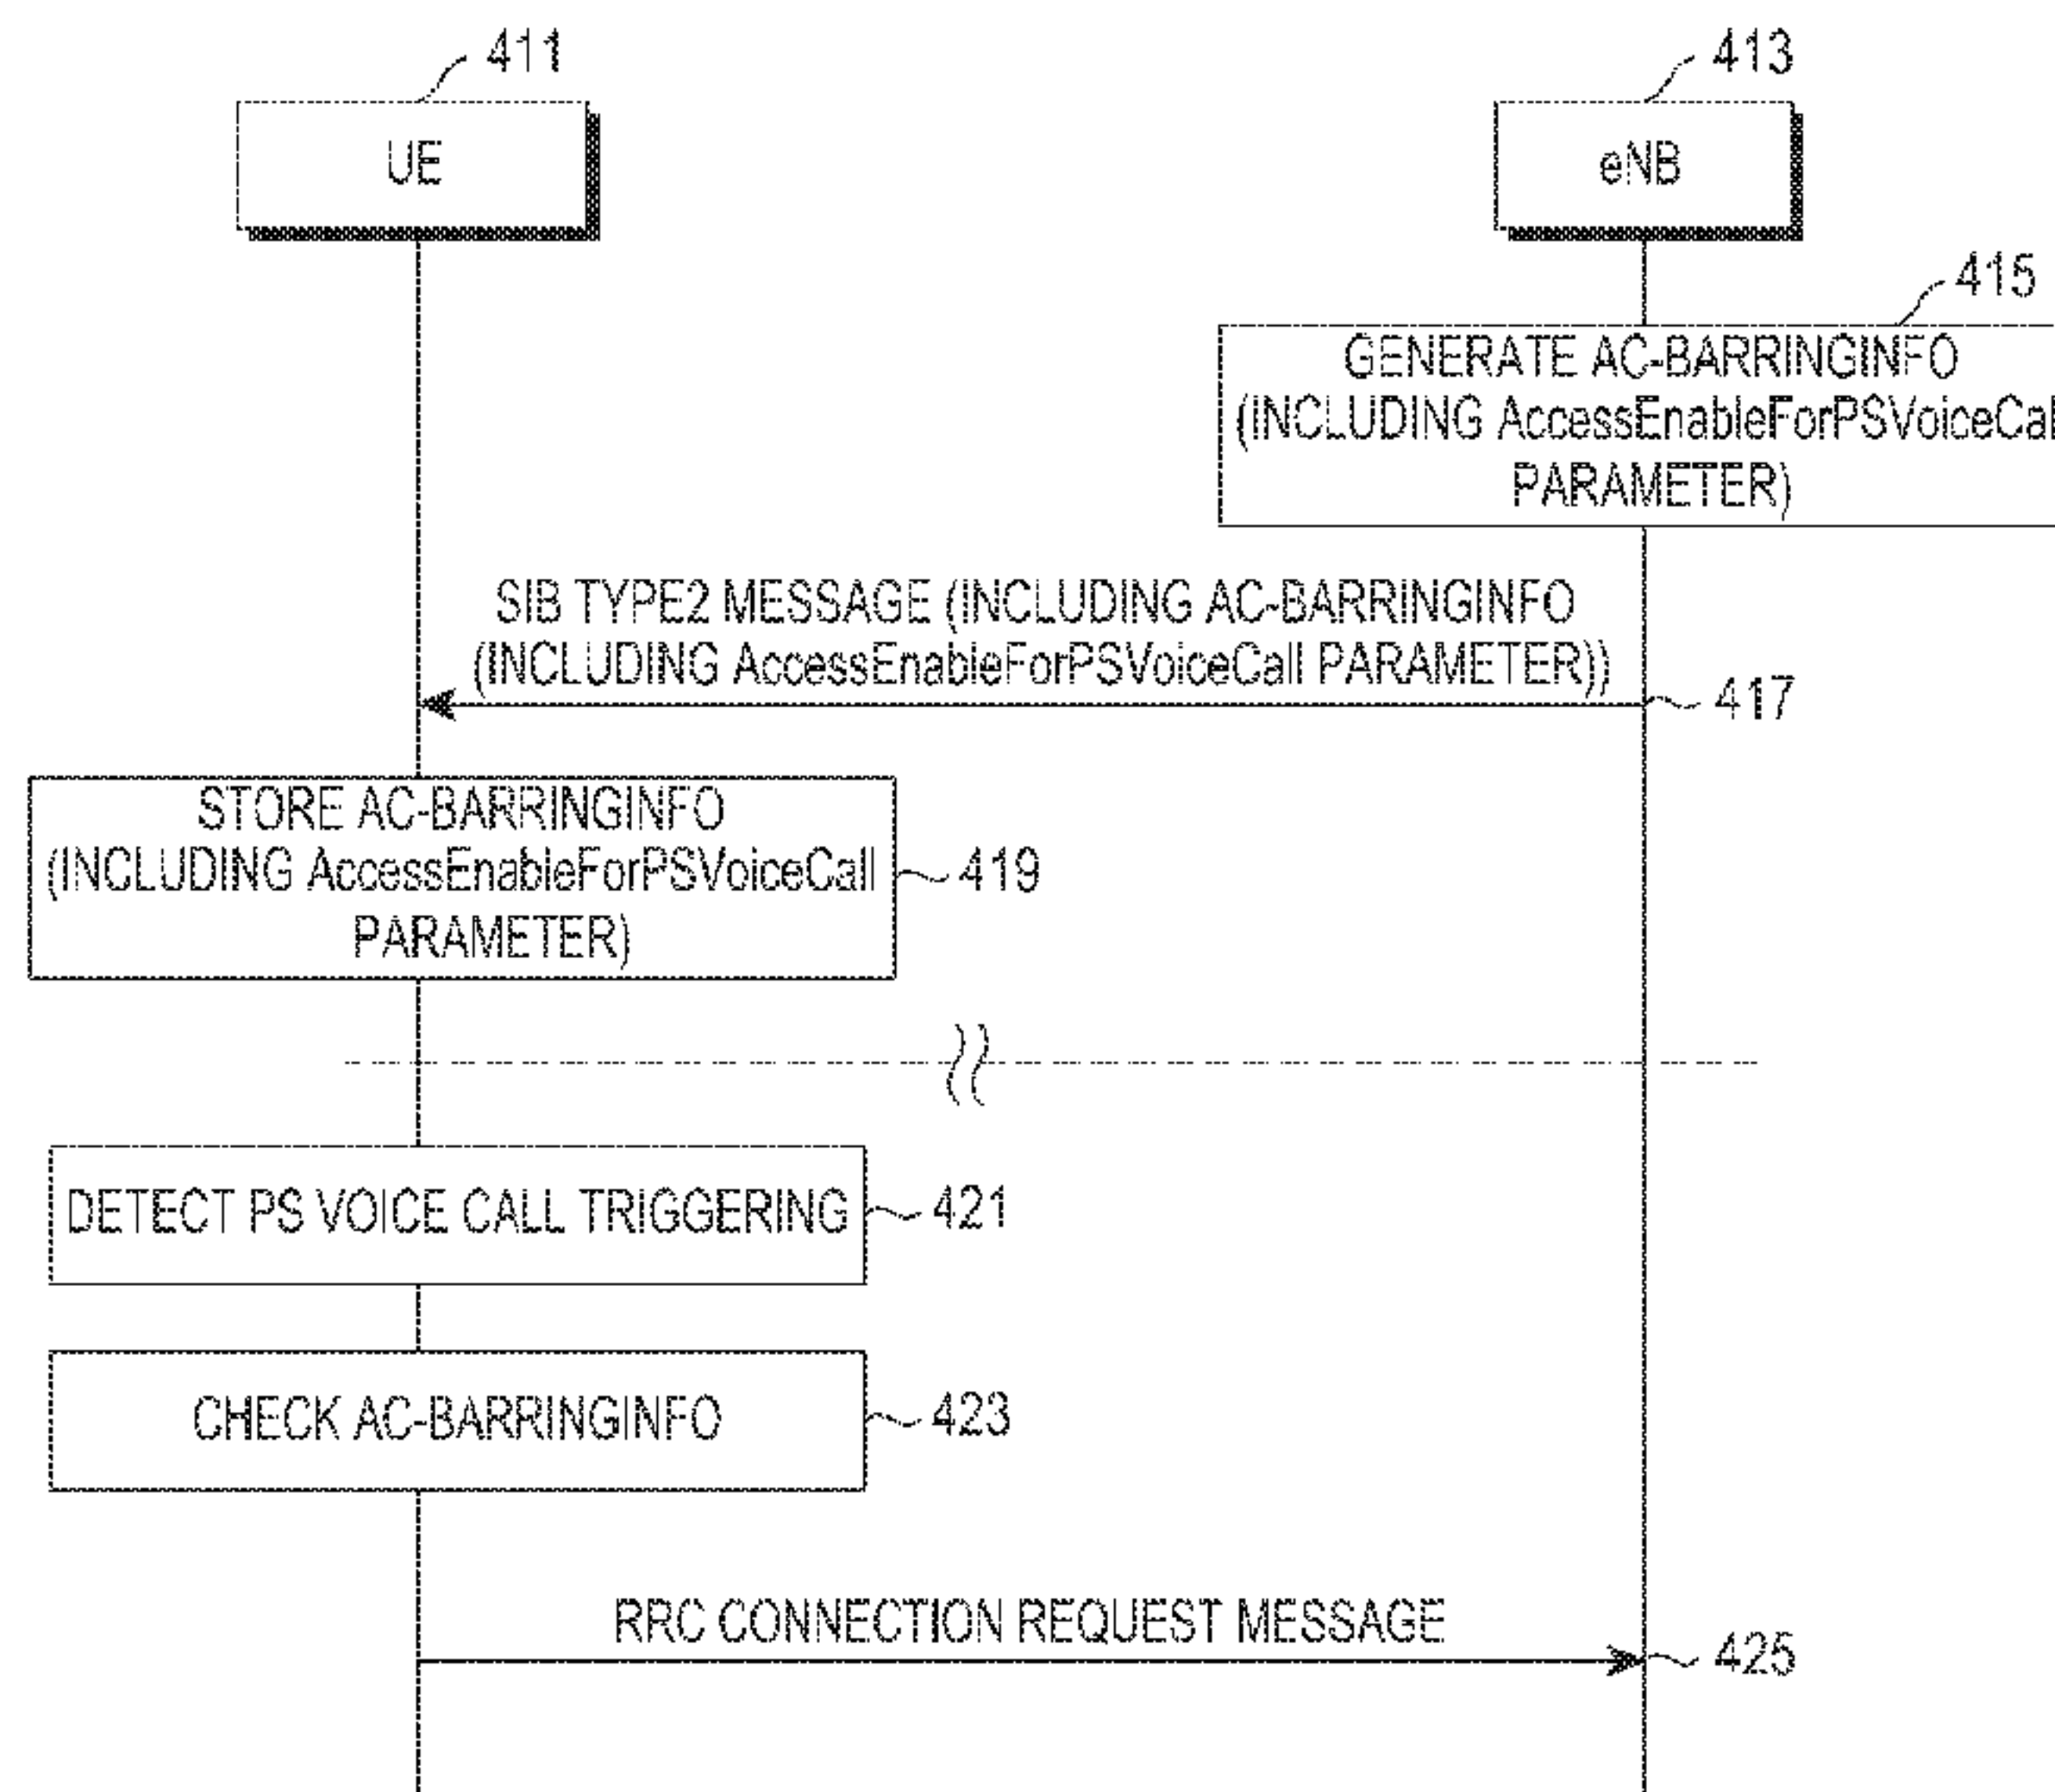 411
413
UE
eNB
415
GENERATE AC-BARRINGINFO
(INCLUDING AccessEnableForPSVoiceCall
PARAMETER)
SIB TYPE2 MESSAGE (INCLUDING AC-BARRINGINFO
(INCLUDING AccessEnableForPSVoiceCall PARAMETER))
417
STORE AC-BARRINGINFO
(INCLUDING AccessEnableForPSVoiceCall
PARAMETER)
419
DETECT PS VOICE CALL TRIGGERING
421
CHECK AC-BARRINGINFO
423
RRC CONNECTION REQUEST MESSAGE
425